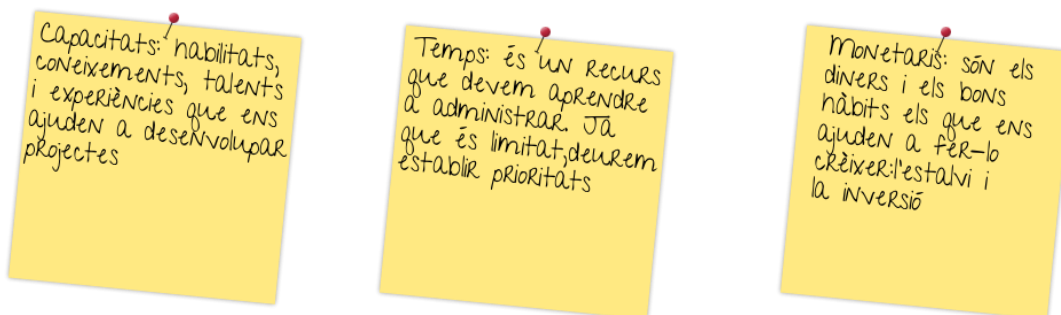 Capacitats: habilitats,
coneixements, talents
i experiències que ens
ajuden a desenvolupar
projectes
Temps: és un recurs
que devem aprendre
a administrar. Ja
que és limitat,deurem
establir prioritats
Monetaris: són els
diners i els bons
hàbits els que ens
ajuden a fer-lo
crèixer:l'estalvi i
la inversió